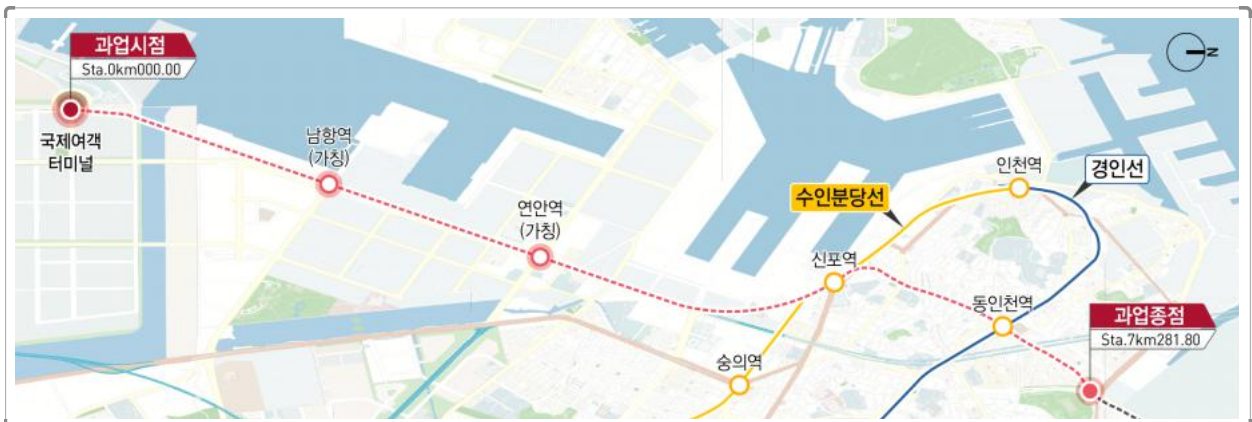 과업시점
Sta.0km000.00
국제여객
터미널
남항역
(가칭)
연안역
(가칭)
수인분당선
신포역
숭의역
인천역
경인선
동인천역
과업종점
Sta.7km281.80
N